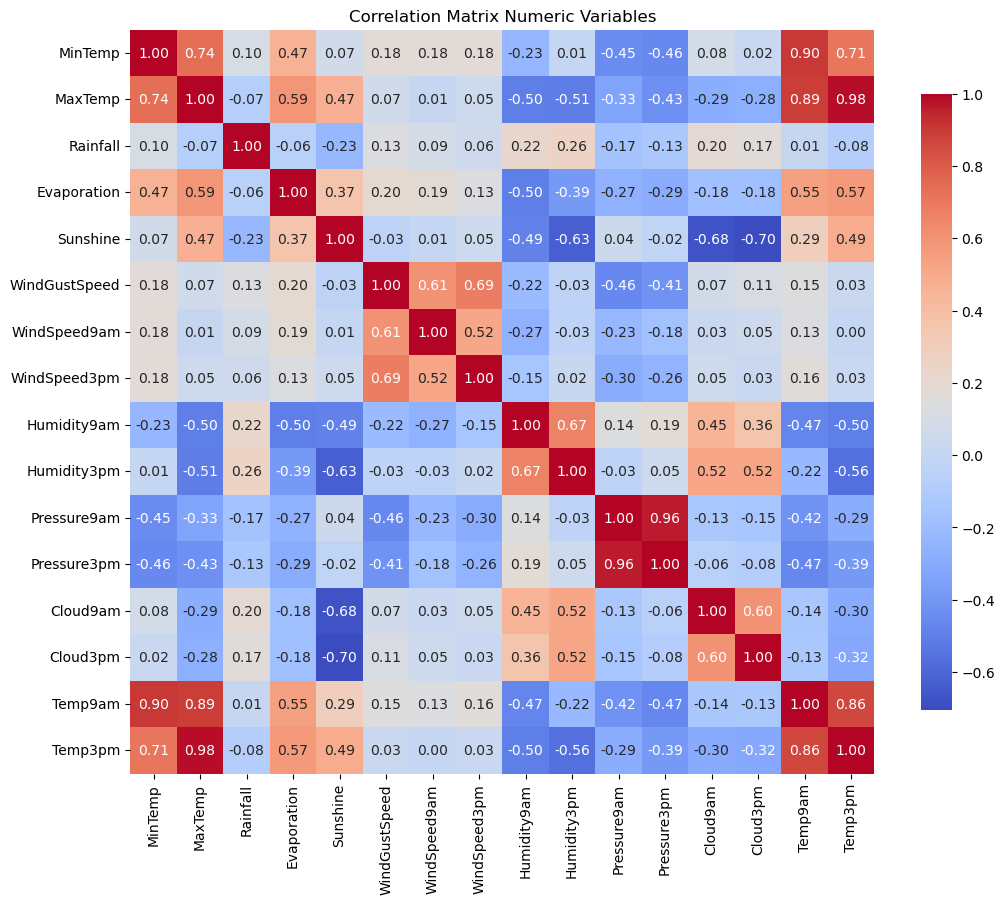 Correlation Matrix Numeric Variables
MinTemp 1.00 0.74 0.10 0.47 0.07 0.18 0.18 0.18 -0.23 0.01 -0.45 -0.46 0.08 0.02 0.90 0.71
MaxTemp 0.74 1.00 -0.07 0.59 0.47 0.07 0.01 0.05 -0.50 -0.51 -0.33 -0.43 -0.29 -0.28 0.89 0.98
Rainfall 0.10 -0.07 1.00 -0.06 -0.23 0.13 0.09 0.06 0.22 0.26 -0.17 -0.13 0.20 0.17 0.01 -0.08
Evaporation 0.47 0.59 -0.06 1.00 0.37 0.20 0.19 0.13 -0.50 -0.39 -0.27 -0.29 -0.18 -0.18 0.55 0.57
Sunshine 0.07 0.47 -0.23 0.37 1.00 -0.03 0.01 0.05 -0.49 -0.63 0.04 -0.02 -0.68 -0.70 0.29 0.49
WindGustSpeed 0.18 0.07 0.13 0.20 -0.03 1.00 0.61 0.69 -0.22 -0.03 -0.46 -0.41 0.07 0.11 0.15 0.03
WindSpeed9am 0.18 0.01 0.09 0.19 0.01 0.61 1.00 0.52 -0.27 -0.03 -0.23 -0.18 0.03 0.05 0.13 0.00
WindSpeed3pm 0.18 0.05 0.06 0.13 0.05 0.69 0.52 1.00 -0.15 0.02 -0.30 -0.26 0.05 0.03 0.16 0.03
Humidity9am -0.23 -0.50 0.22 -0.50 -0.49 -0.22 -0.27 -0.15 1.00 0.67 0.14 0.19 0.45 0.36 -0.47 -0.50
Humidity3pm 0.01 -0.51 0.26 -0.39 -0.63 -0.03 -0.03 0.02 0.67 1.00 -0.03 0.05 0.52 0.52 -0.22 -0.56
Pressure9am -0.45 -0.33 -0.17 -0.27 0.04 -0.46 -0.23 -0.30 0.14 -0.03 1.00 0.96 -0.13 -0.15 -0.42 -0.29
Pressure3pm -0.46 -0.43 -0.13 -0.29 -0.02 -0.41 -0.18 -0.26 0.19 0.05 0.96 1.00 -0.06 -0.08 -0.47 -0.39
Cloud9am 0.08 -0.29 0.20 -0.18 -0.68 0.07 0.03 0.05 0.45 0.52 -0.13 -0.06 1.00 0.60 -0.14 -0.30
Cloud3pm 0.02 -0.28 0.17 -0.18 -0.70 0.11 0.05 0.03 0.36 0.52 -0.15 -0.08 0.60 1.00 -0.13 -0.32
Temp9am 0.90 0.89 0.01 0.55 0.29 0.15 0.13 0.16 -0.47 -0.22 -0.42 -0.47 -0.14 -0.13 1.00 0.86
Temp3pm 0.71 0.98 -0.08 0.57 0.49 0.03 0.00 0.03 -0.50 -0.56 -0.29 -0.39 -0.30 -0.32 0.86 1.00
MinTemp
MaxTemp
Rainfall
Evaporation
Sunshine
WindGustSpeed
WindSpeed9am
WindSpeed3pm
Humidity9am
Humidity3pm
Pressure9am
Pressure3pm
Cloud9am
Cloud3pm
Temp9am
Temp3pm
1.0
0.8
0.6
0.4
0.2
0.0
−0.2
−0.4
−0.6